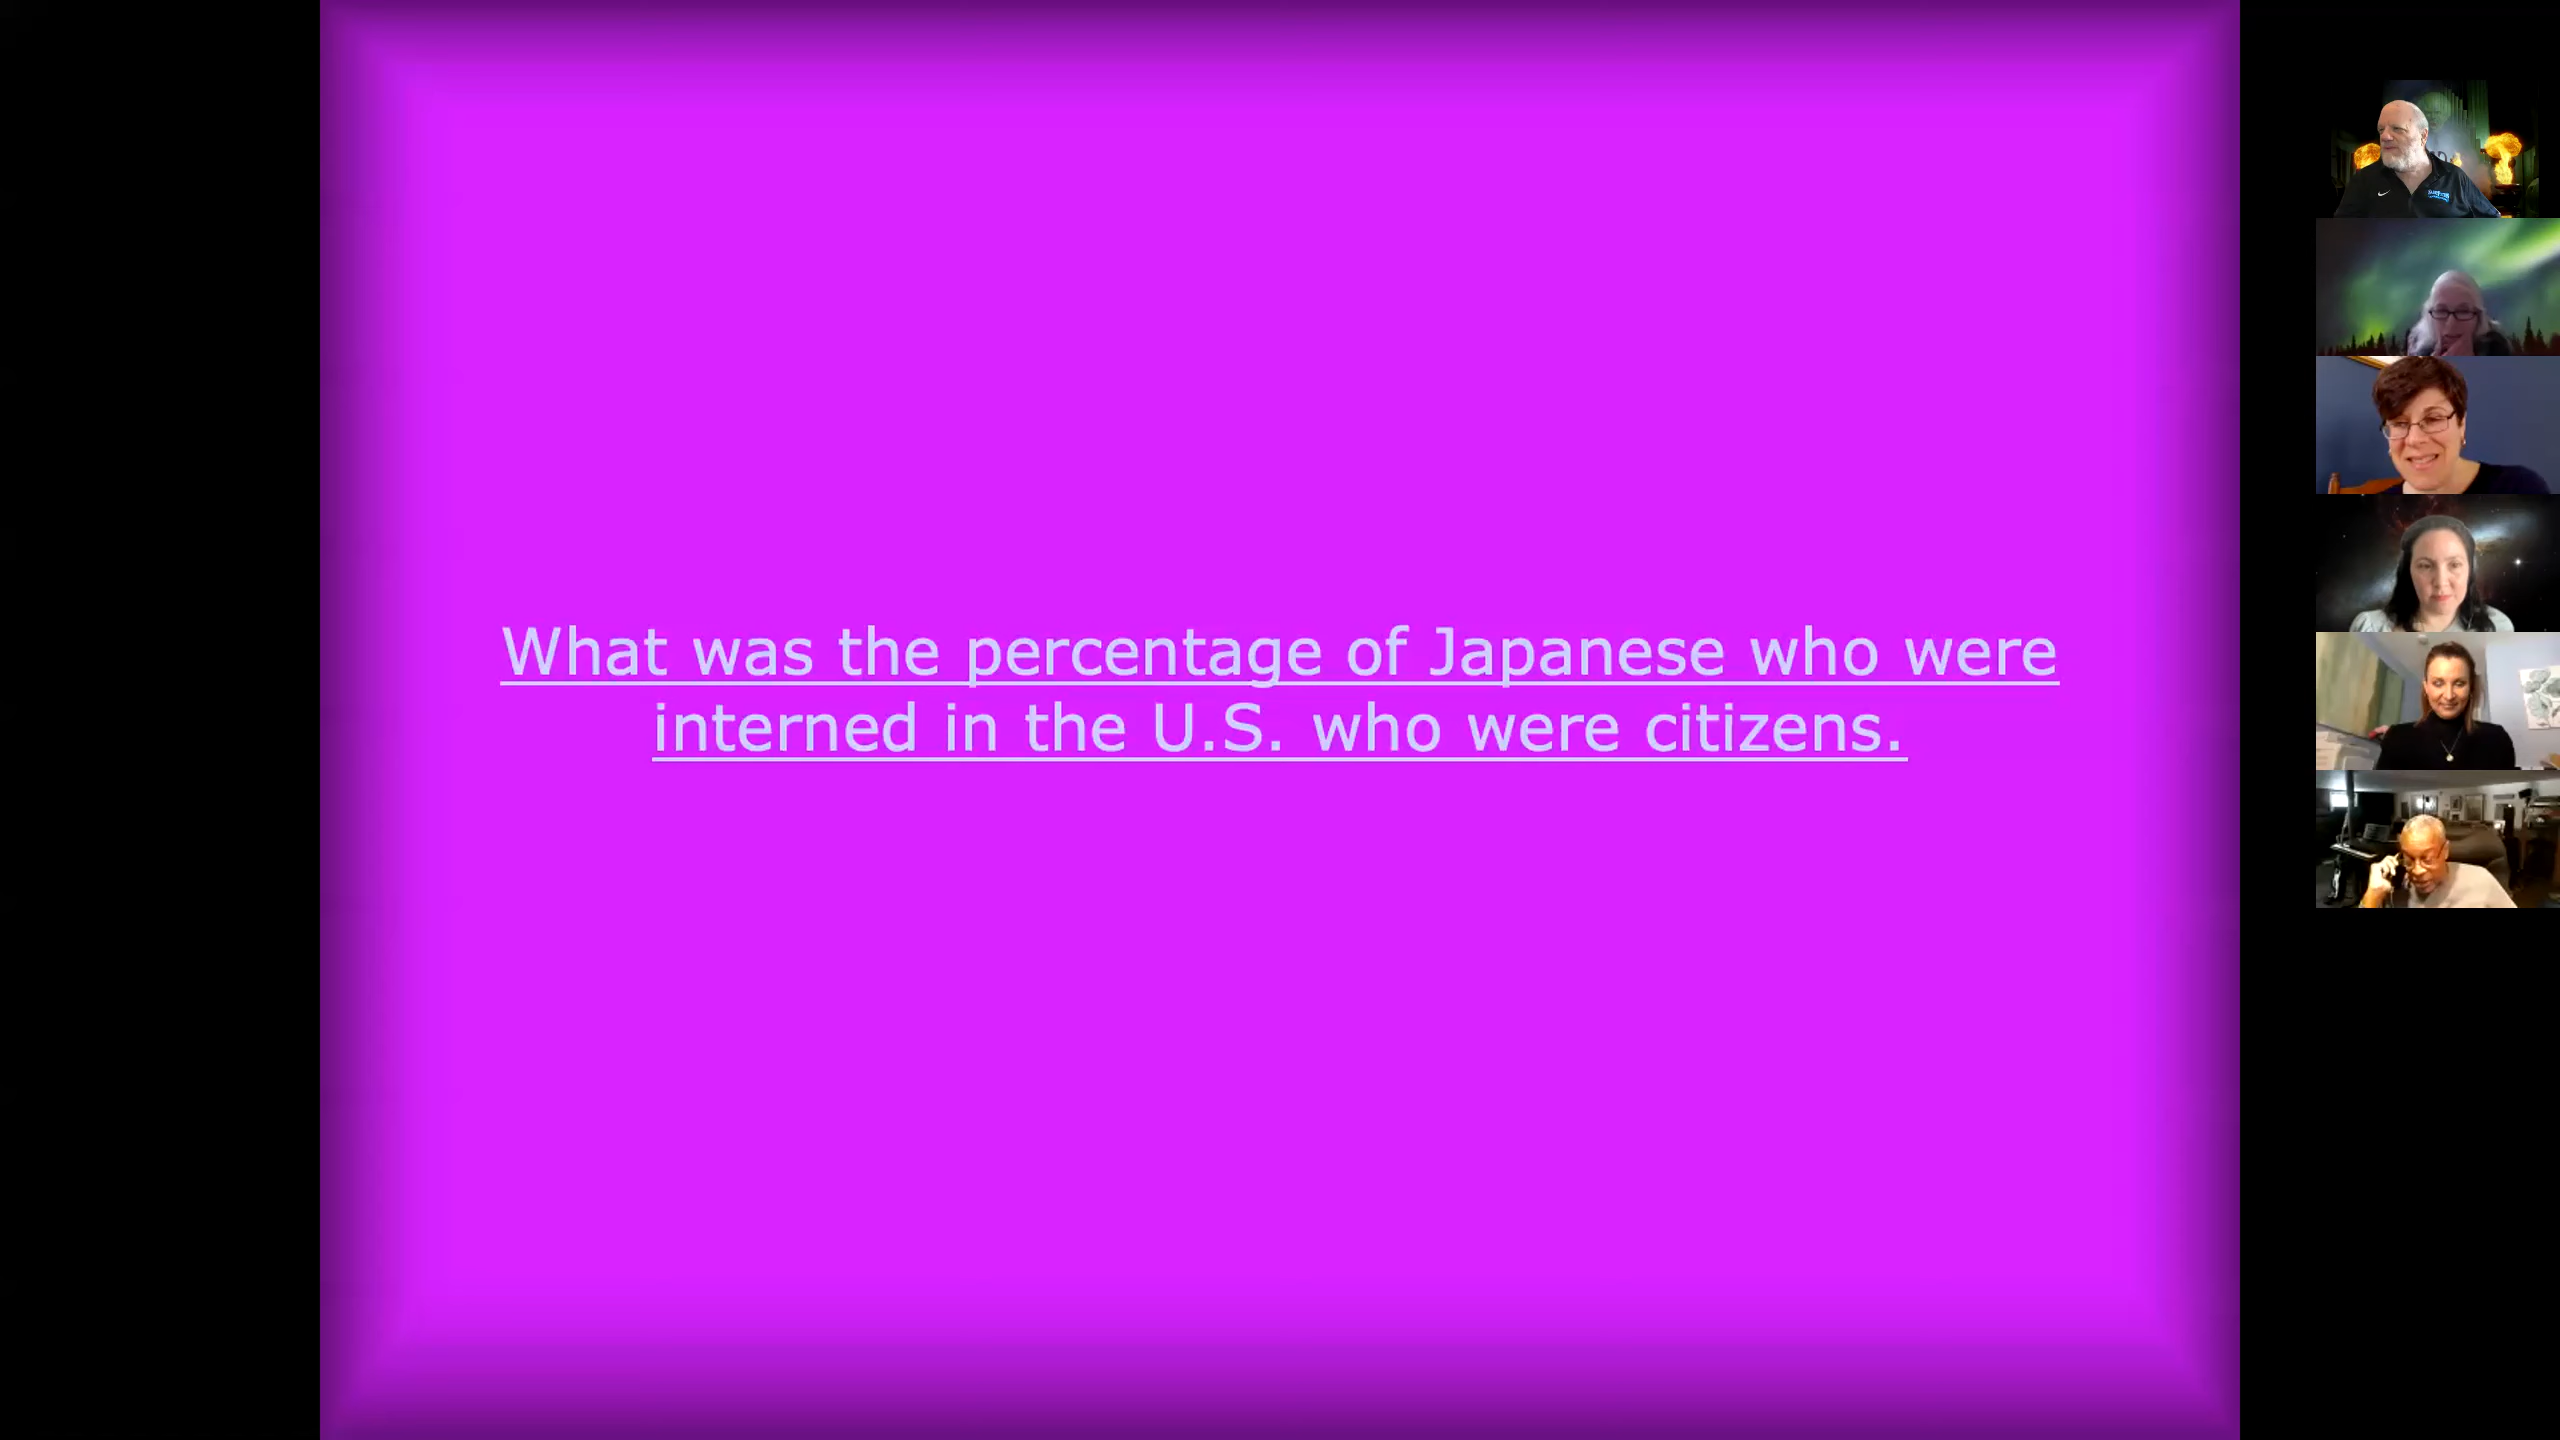 What was the percentage of Japanese who were
interned in the U.S. who were citizens.